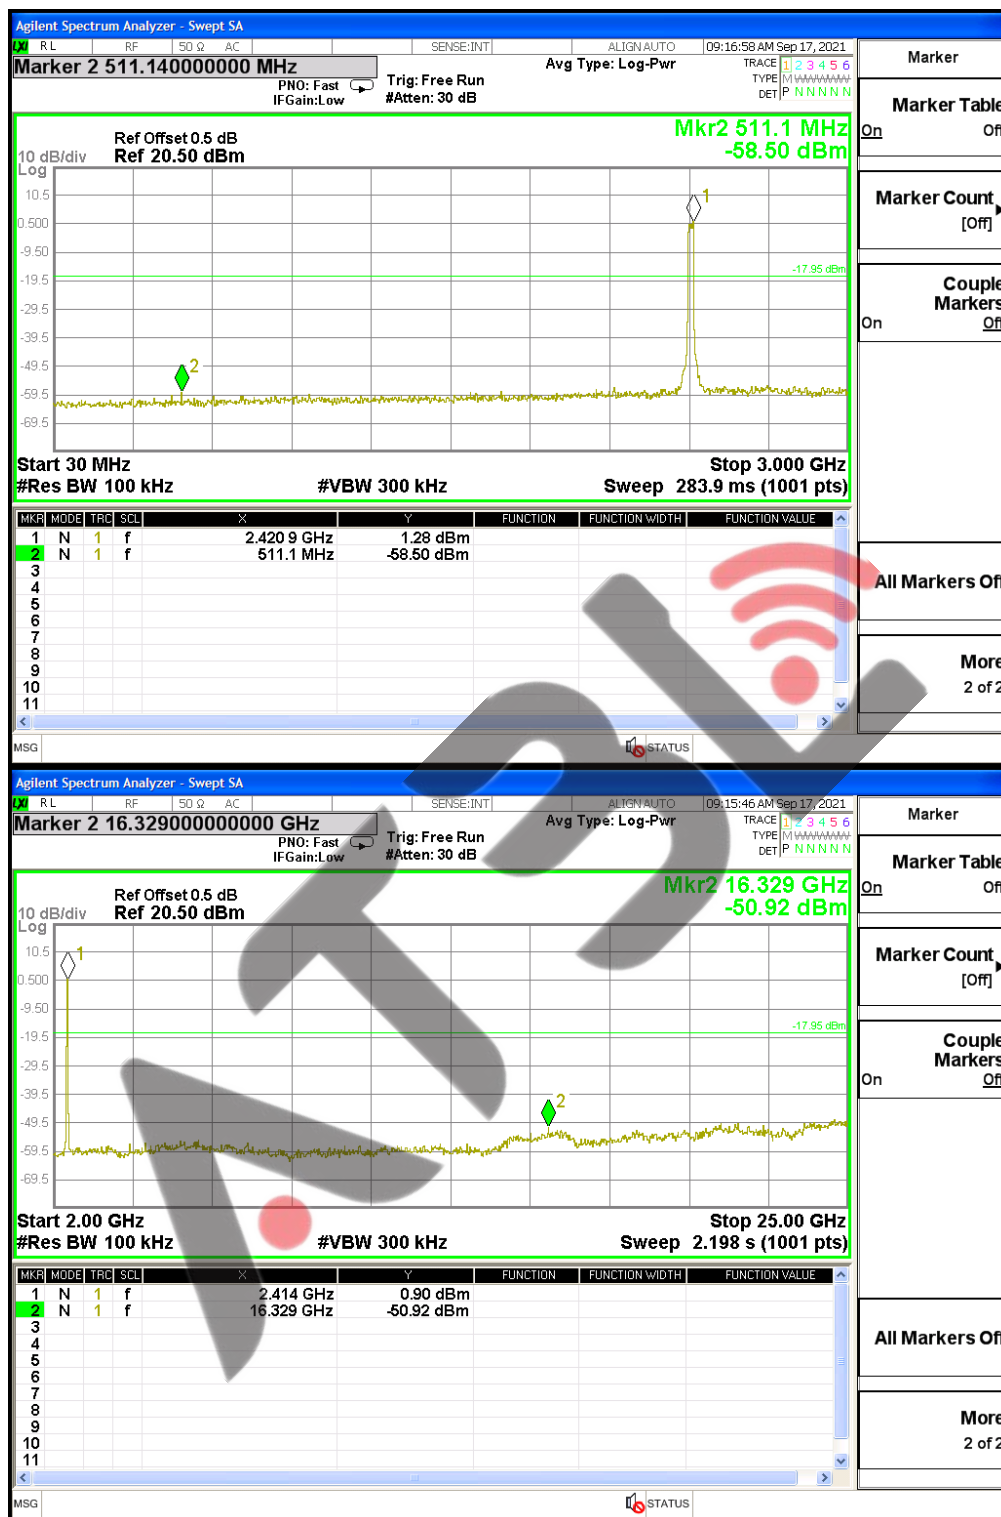 Agilent Spectrum Analyzer - Swept SA
LXI RL RF 50 Ω AC SENSE:INT ALIGN AUTO 09:16:58 AM Sep 17, 2021
Marker 2 511.140000000 MHz
Avg Type: Log-Pwr
TRACE 1 2 3 4 5 6
PNO: Fast
Trig: Free Run
TYPE M
IFGain:Low
#Atten: 30 dB
DET P N N N N N
Mkr2 511.1 MHz
-58.50 dBm
Ref Offset 0.5 dB
10 dB/div Ref 20.50 dBm
Log
10.5
0.500
-9.50
-19.5
-29.5
-39.5
-49.5
-59.5
-69.5
1
2
-17.95 dBm
Start 30 MHz Stop 3.000 GHz
#Res BW 100 kHz #VBW 300 kHz Sweep 283.9 ms (1001 pts)
MKR MODE TRC SCL X Y FUNCTION FUNCTION WIDTH FUNCTION VALUE
1 N 1 f 2.420 9 GHz 1.28 dBm
2 N 1 f 511.1 MHz -58.50 dBm
3
4
5
6
7
8
9
10
11
MSG STATUS
Marker
Marker Table
On Off
Marker Count
[Off]
Couple
Markers
On Off
All Markers Off
More
2 of 2
Agilent Spectrum Analyzer - Swept SA
LXI RL RF 50 Ω AC SENSE:INT ALIGN AUTO 09:15:46 AM Sep 17, 2021
Marker 2 16.329000000000 GHz
Avg Type: Log-Pwr
TRACE 1 2 3 4 5 6
PNO: Fast
Trig: Free Run
TYPE M
IFGain:Low
#Atten: 30 dB
DET P N N N N N
Mkr2 16.329 GHz
-50.92 dBm
Ref Offset 0.5 dB
10 dB/div Ref 20.50 dBm
Log
10.5
0.500
-9.50
-19.5
-29.5
-39.5
-49.5
-59.5
-69.5
1
2
-17.95 dBm
Start 2.00 GHz Stop 25.00 GHz
#Res BW 100 kHz #VBW 300 kHz Sweep 2.198 s (1001 pts)
MKR MODE TRC SCL X Y FUNCTION FUNCTION WIDTH FUNCTION VALUE
1 N 1 f 2.414 GHz 0.90 dBm
2 N 1 f 16.329 GHz -50.92 dBm
3
4
5
6
7
8
9
10
11
MSG STATUS
Marker
Marker Table
On Off
Marker Count
[Off]
Couple
Markers
On Off
All Markers Off
More
2 of 2